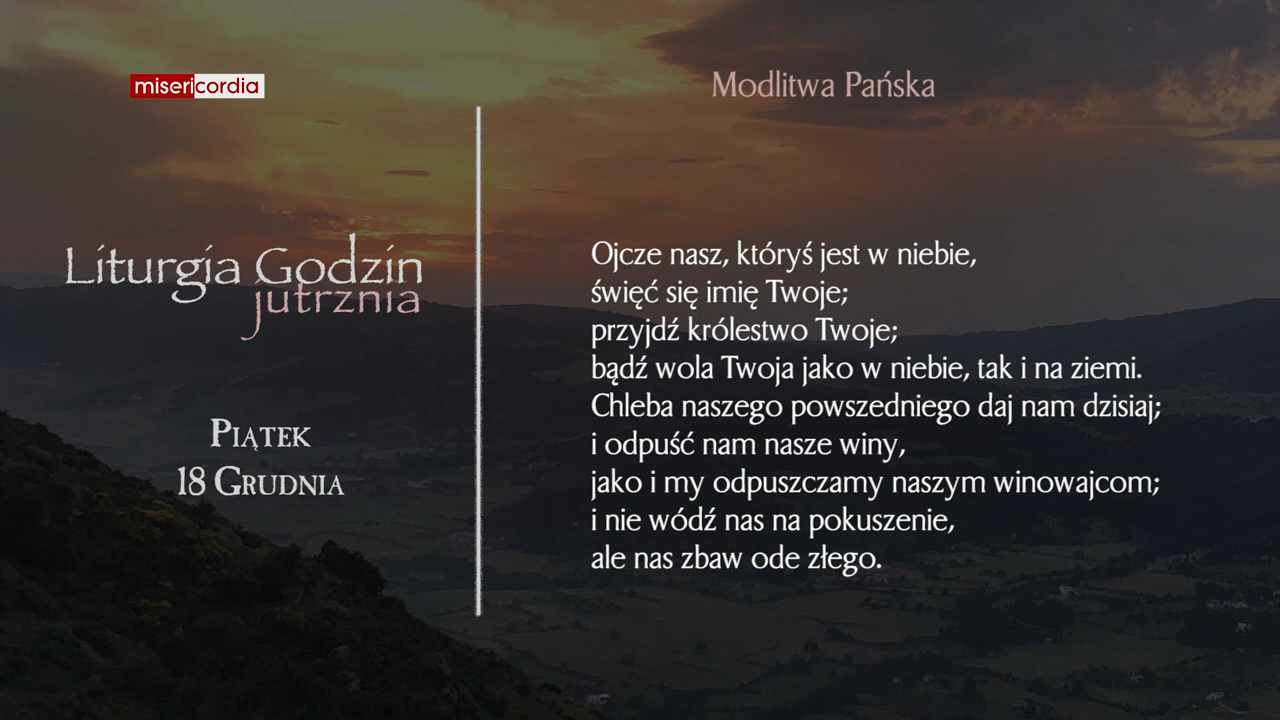 misericordia
Liturgia Godzin
jutrznia
Piątek
18 Grudnia
Modlitwa Pańska
Ojcze nasz, któryś jest w niebie,
święć się imię Twoje;
przyjdź królestwo Twoje;
bądź wola Twoja jako w niebie, tak i na ziemi.
Chleba naszego powszedniego daj nam dzisiaj;
i odpuść nam nasze winy,
jako i my odpuszczamy naszym winowajcom;
i nie wódź nas na pokuszenie,
ale nas zbaw ode złego.